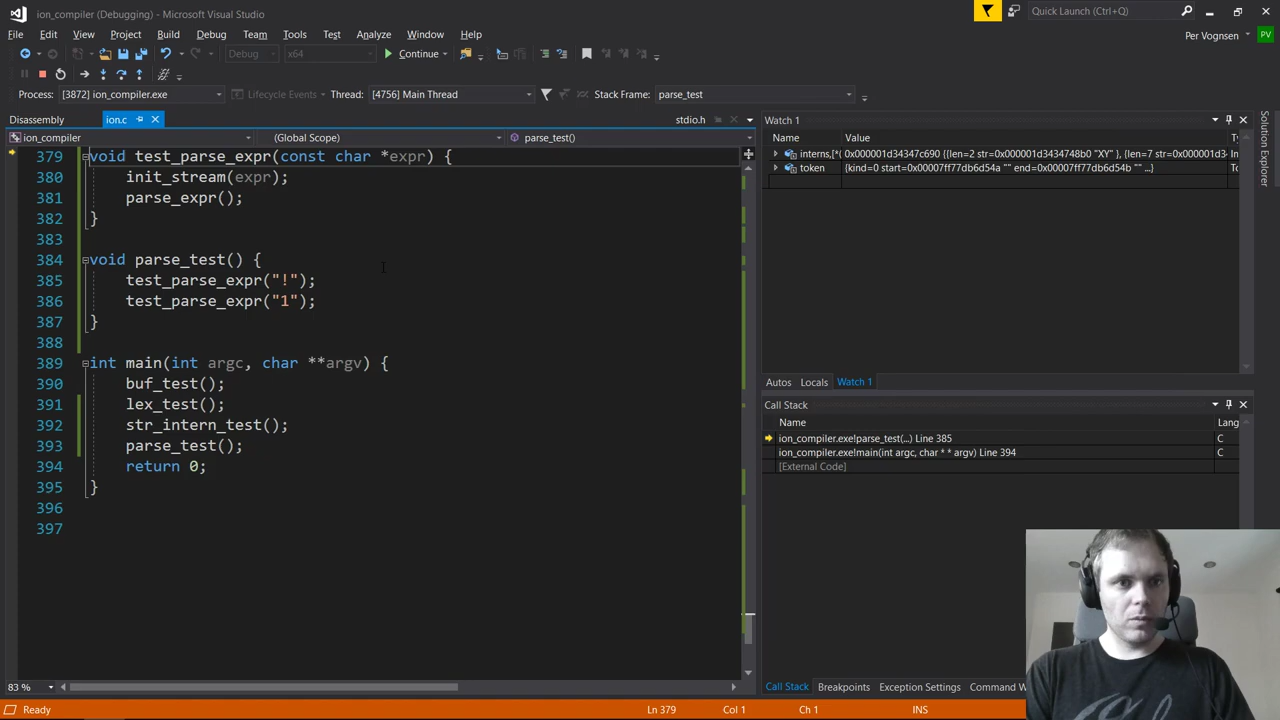 ion_compiler (Debugging) - Microsoft Visual Studio
Quick Launch (Ctrl+Q)
File Edit View Project Build Debug Team Tools Test Analyze Window Help
Per Vognsen PV
Debug x64 Continue
Process: [3872] ion_compiler.exe Lifecycle Events Thread: [4756] Main Thread Stack Frame: parse_test
Disassembly ion.c stdio.h
ion_compiler (Global Scope) parse_test()
379 void test_parse_expr(const char *expr) {
380 init_stream(expr);
381 parse_expr();
382 }
383
384 void parse_test() {
385 test_parse_expr("!");
386 test_parse_expr("1");
387 }
388
389 int main(int argc, char **argv) {
390 buf_test();
391 lex_test();
392 str_intern_test();
393 parse_test();
394 return 0;
395 }
396
397
83 %
Watch 1
Name Value Ty
interns,[*( 0x000001d34347c690 {{len=2 str=0x000001d3434748b0 "XY" }, {len=7 str=0x000001d3 In
token {kind=0 start=0x00007ff77db6d54a "" end=0x00007ff77db6d54b "" ...} To
Autos Locals Watch 1
Call Stack
Name Lang
ion_compiler.exe!parse_test(...) Line 385 C
ion_compiler.exe!main(int argc, char * * argv) Line 394 C
[External Code]
Call Stack Breakpoints Exception Settings Command W
Solution Explorer
Ready Ln 379 Col 1 Ch 1 INS